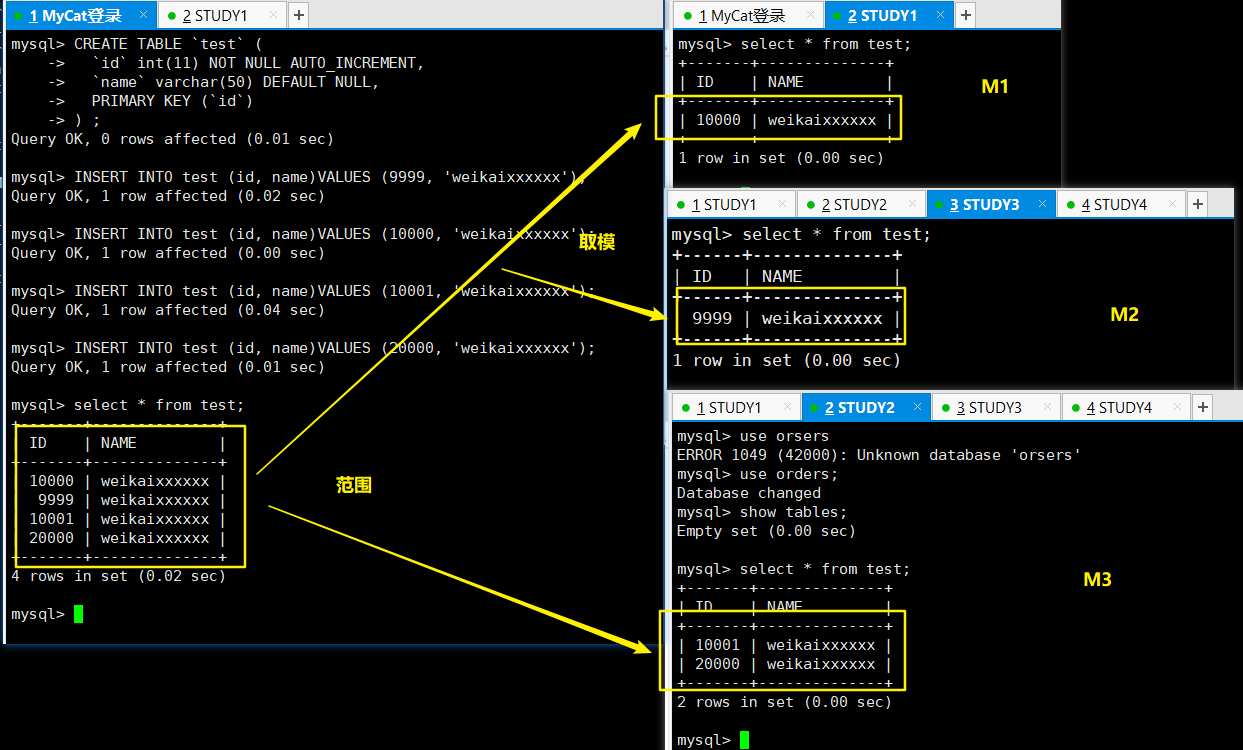 1 MyCat登录
2 STUDY1
mysql> CREATE TABLE `test` (
    ->   `id` int(11) NOT NULL AUTO_INCREMENT,
    ->   `name` varchar(50) DEFAULT NULL,
    ->   PRIMARY KEY (`id`)
    -> ) ;
Query OK, 0 rows affected (0.01 sec)
mysql> INSERT INTO test (id, name)VALUES (9999, 'weikaixxxxxx');
Query OK, 1 row affected (0.02 sec)
mysql> INSERT INTO test (id, name)VALUES (10000, 'weikaixxxxxx');
Query OK, 1 row affected (0.00 sec)
mysql> INSERT INTO test (id, name)VALUES (10001, 'weikaixxxxxx');
Query OK, 1 row affected (0.04 sec)
mysql> INSERT INTO test (id, name)VALUES (20000, 'weikaixxxxxx');
Query OK, 1 row affected (0.01 sec)
mysql> select * from test;
+-------+--------------+
| ID    | NAME         |
+-------+--------------+
| 10000 | weikaixxxxxx |
|  9999 | weikaixxxxxx |
| 10001 | weikaixxxxxx |
| 20000 | weikaixxxxxx |
+-------+--------------+
4 rows in set (0.02 sec)
mysql>
取模
范围
1 MyCat登录
2 STUDY1
mysql> select * from test;
+-------+--------------+
| ID    | NAME         |
+-------+--------------+
| 10000 | weikaixxxxxx |
+-------+--------------+
1 row in set (0.00 sec)
M1
1 STUDY1
2 STUDY2
3 STUDY3
4 STUDY4
mysql> select * from test;
+------+--------------+
| ID   | NAME         |
+------+--------------+
| 9999 | weikaixxxxxx |
+------+--------------+
1 row in set (0.00 sec)
M2
1 STUDY1
2 STUDY2
3 STUDY3
4 STUDY4
mysql> use orsers
ERROR 1049 (42000): Unknown database 'orsers'
mysql> use orders;
Database changed
mysql> show tables;
Empty set (0.00 sec)
mysql> select * from test;
+-------+--------------+
| ID    | NAME         |
+-------+--------------+
| 10001 | weikaixxxxxx |
| 20000 | weikaixxxxxx |
+-------+--------------+
2 rows in set (0.00 sec)
mysql>
M3